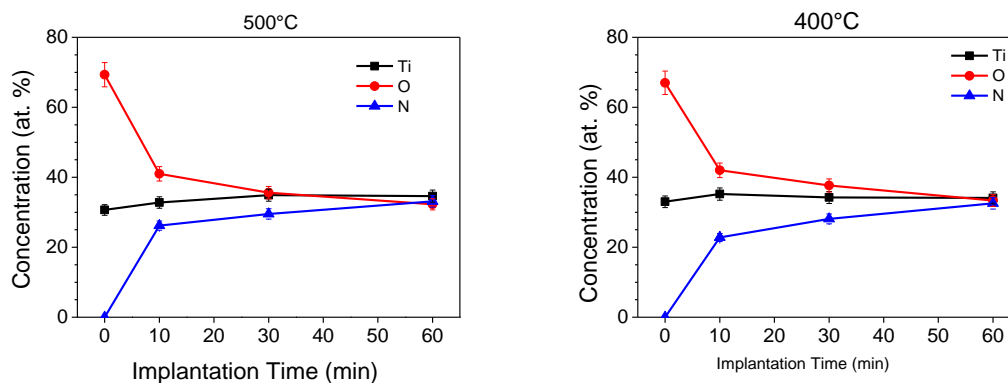 500°C
80
60
40
20
0
Concentration (at. %)
Ti
O
N
0 10 20 30 40 50 60
Implantation Time (min)
400°C
80
60
40
20
0
Concentration (at. %)
Ti
O
N
0 10 20 30 40 50 60
Implantation Time (min)